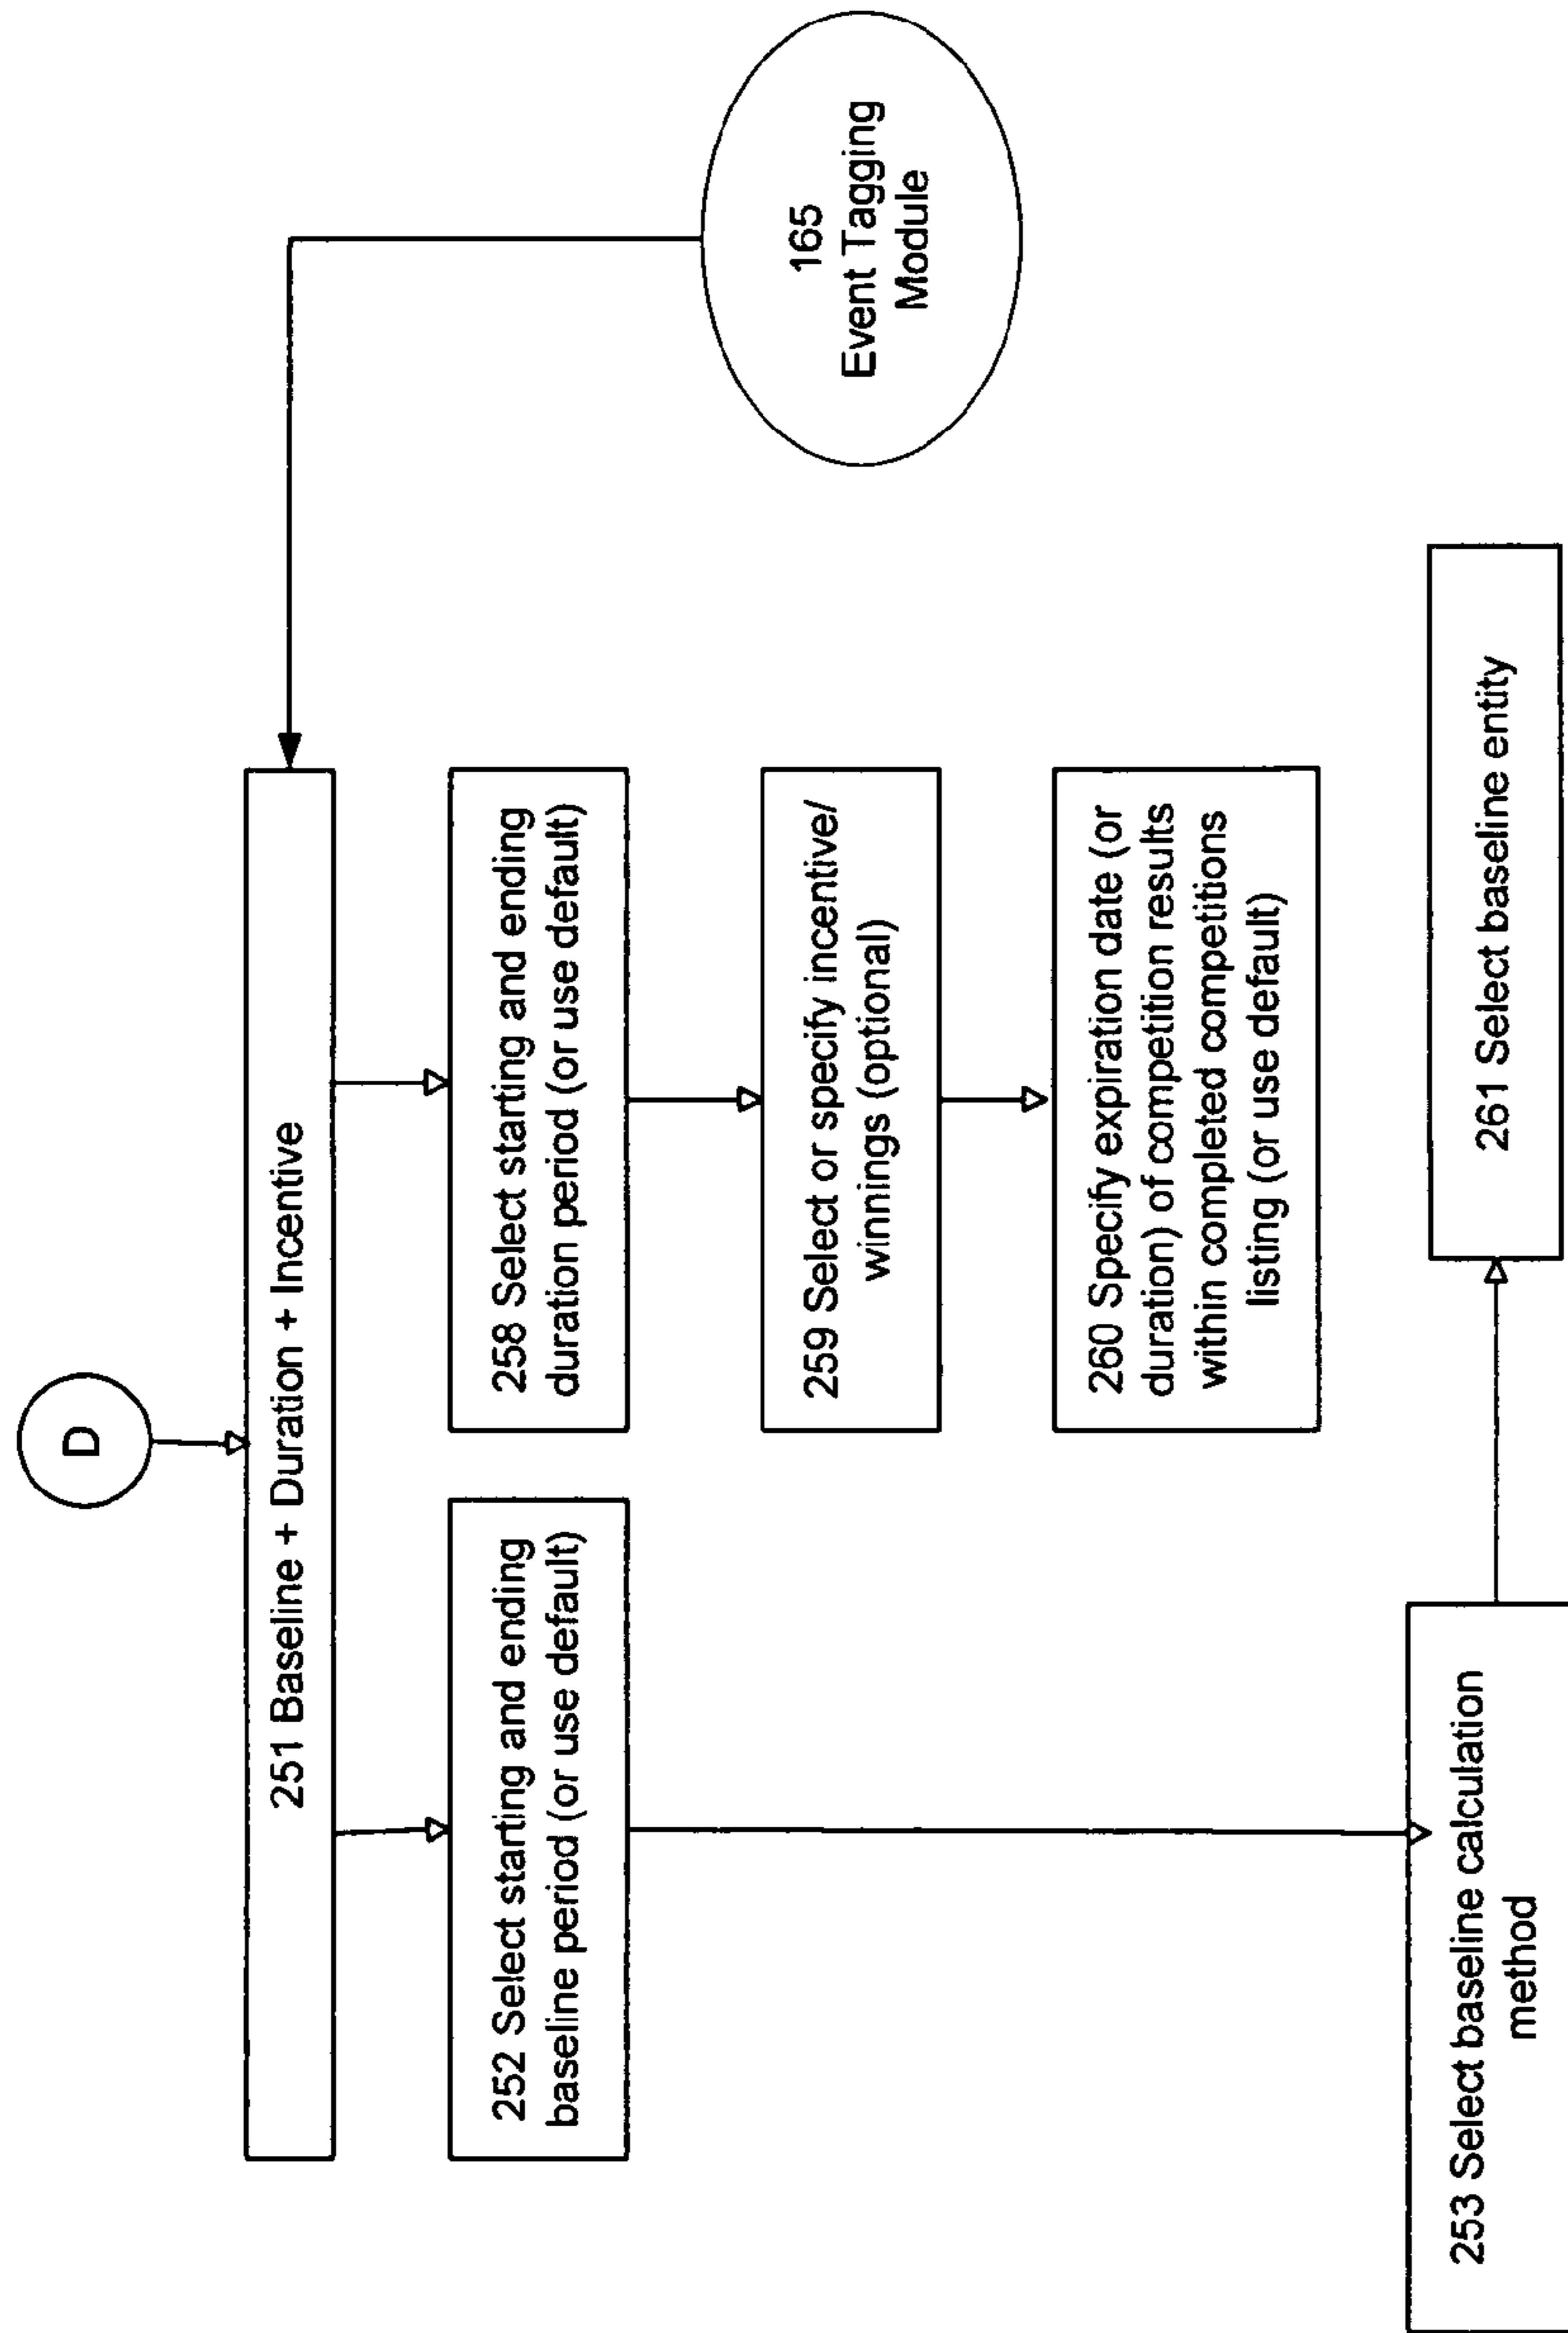 D
251 Baseline + Duration + Incentive
252 Select starting and ending
baseline period (or use default)
258 Select starting and ending
duration period (or use default)
259 Select or specify incentive/
winnings (optional)
260 Specify expiration date (or
duration) of competition results
within completed competitions
listing (or use default)
165
Event Tagging
Module
253 Select baseline calculation
method
261 Select baseline entity